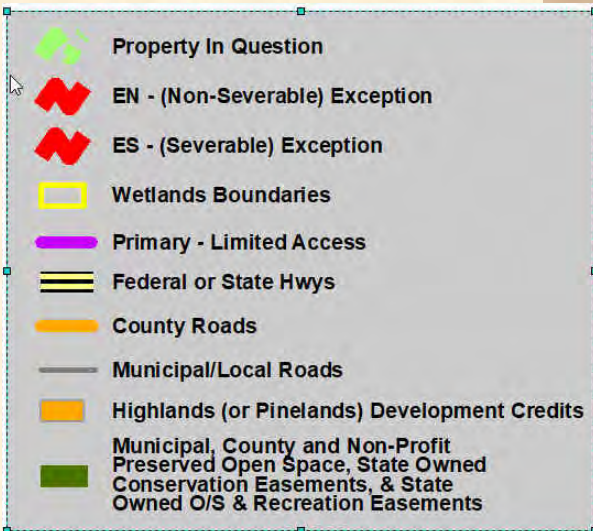 Property In Question
EN - (Non-Severable) Exception
ES - (Severable) Exception
Wetlands Boundaries
Primary - Limited Access
Federal or State Hwys
County Roads
Municipal/Local Roads
Highlands (or Pinelands) Development Credits
Municipal, County and Non-Profit
Preserved Open Space, State Owned
Conservation Easements, & State
Owned O/S & Recreation Easements